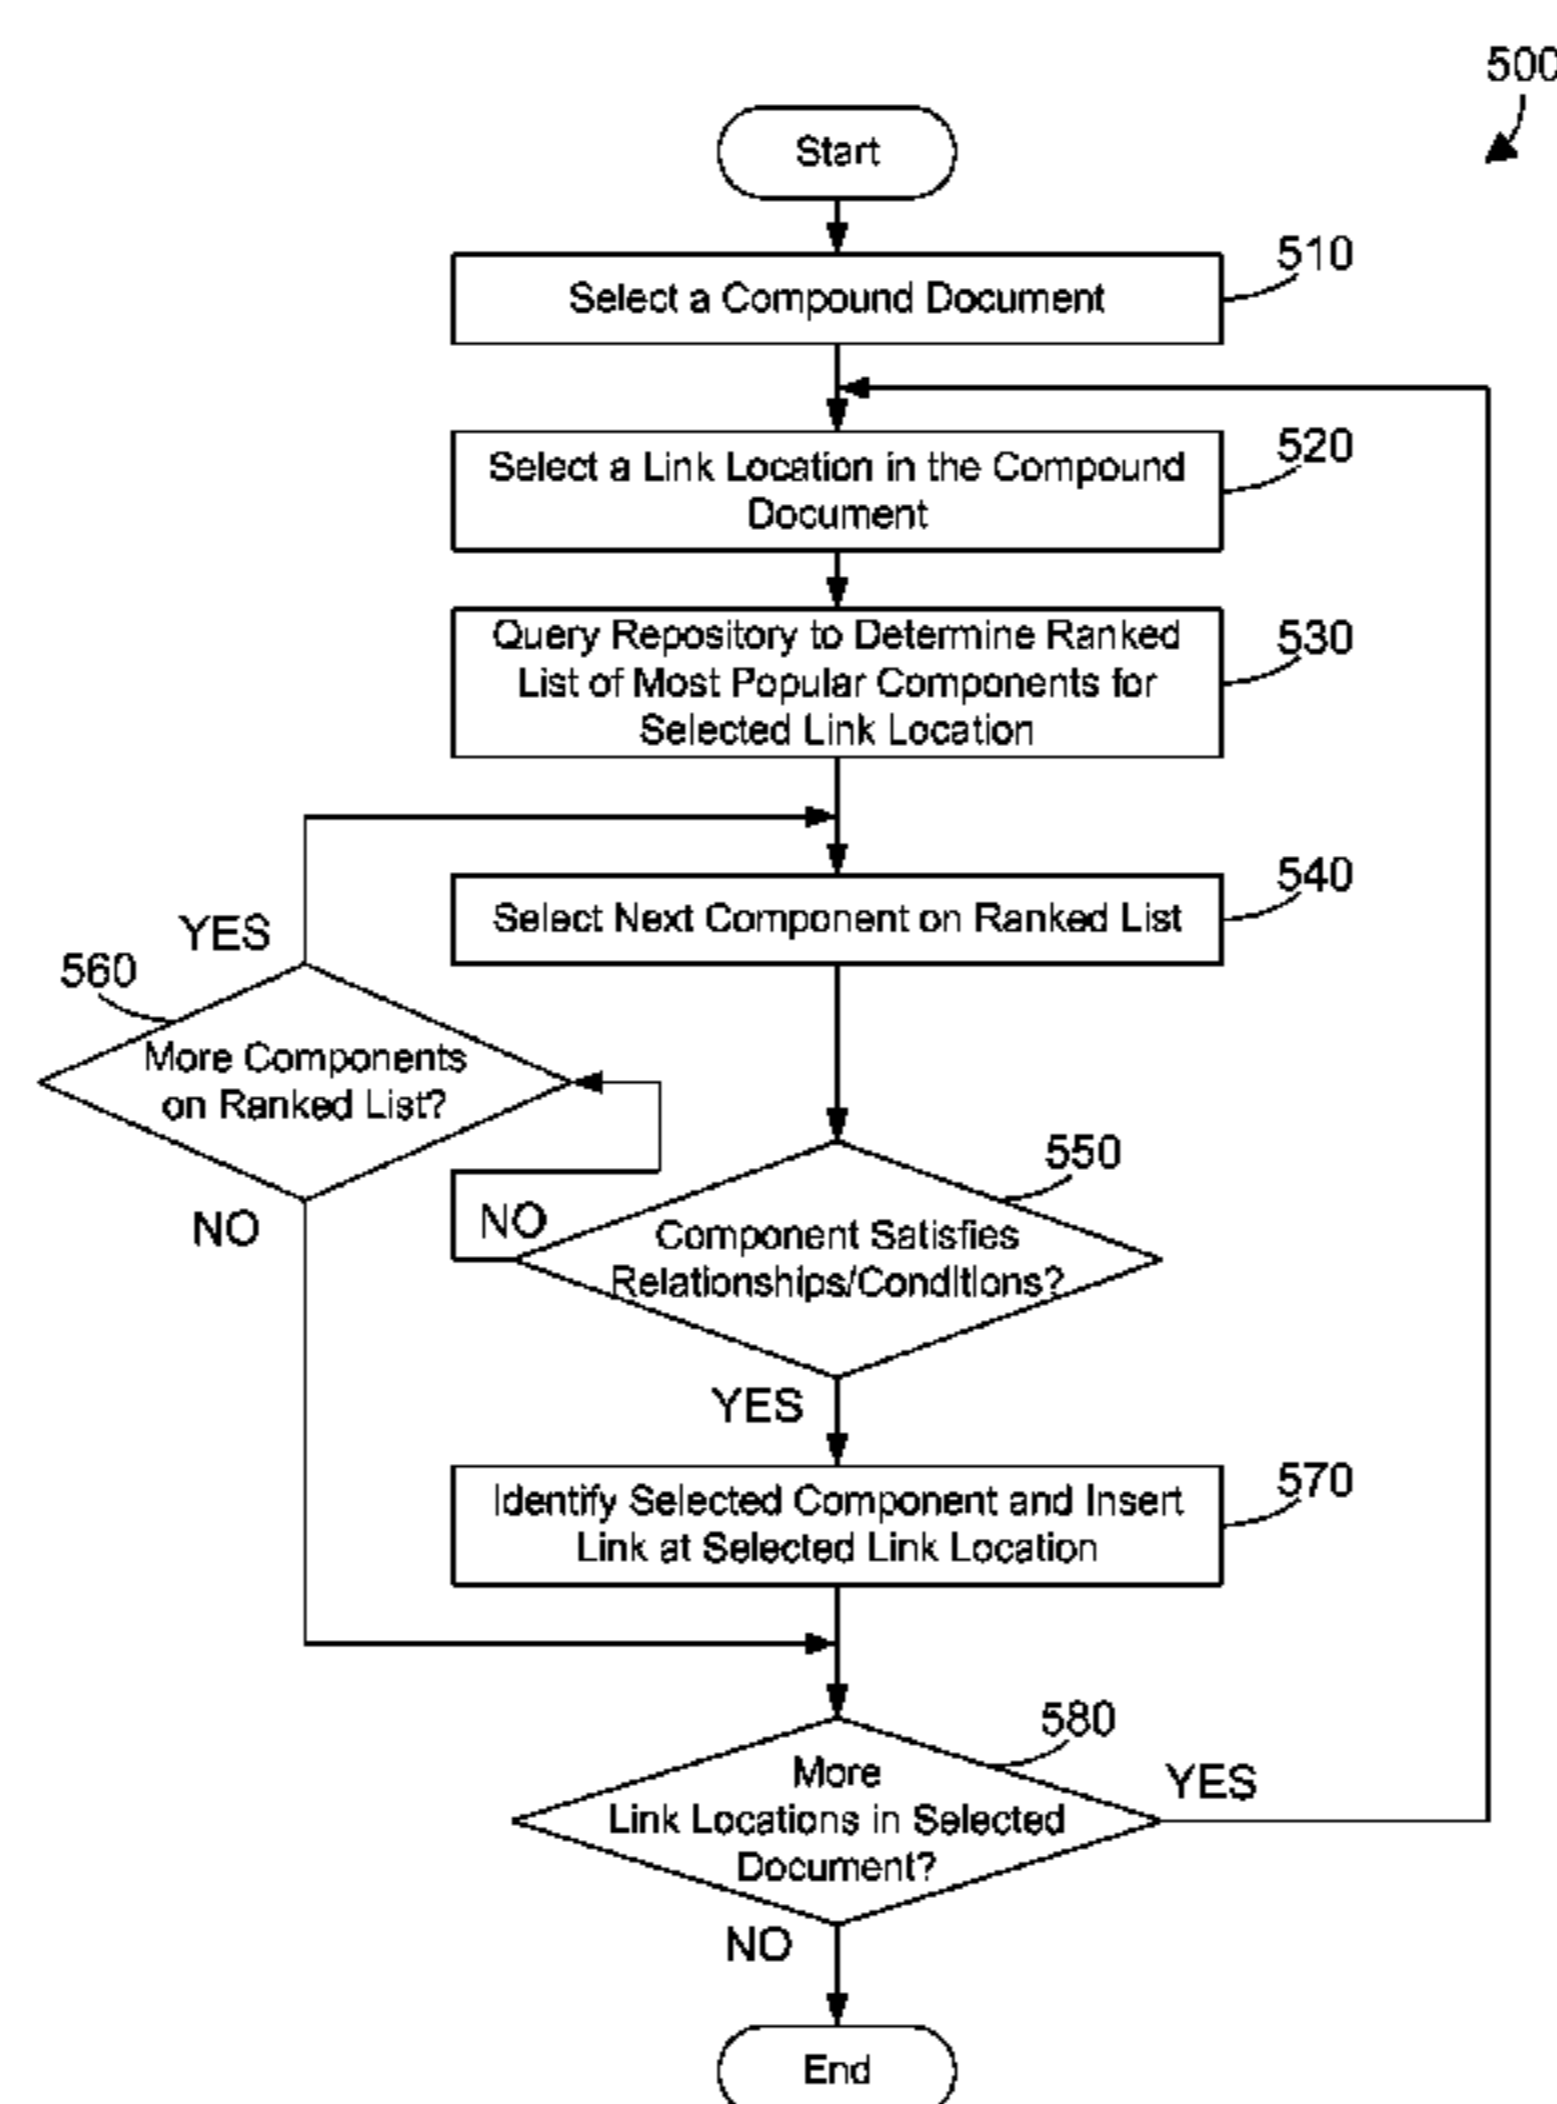 500
Start
510
Select a Compound Document
520
Select a Link Location in the Compound
Document
530
Query Repository to Determine Ranked
List of Most Popular Components for
Selected Link Location
540
Select Next Component on Ranked List
YES
560
More Components
on Ranked List?
NO
550
NO
Component Satisfies
Relationships/Conditions?
YES
570
Identify Selected Component and Insert
Link at Selected Link Location
580
More
Link Locations in Selected
Document?
YES
NO
End